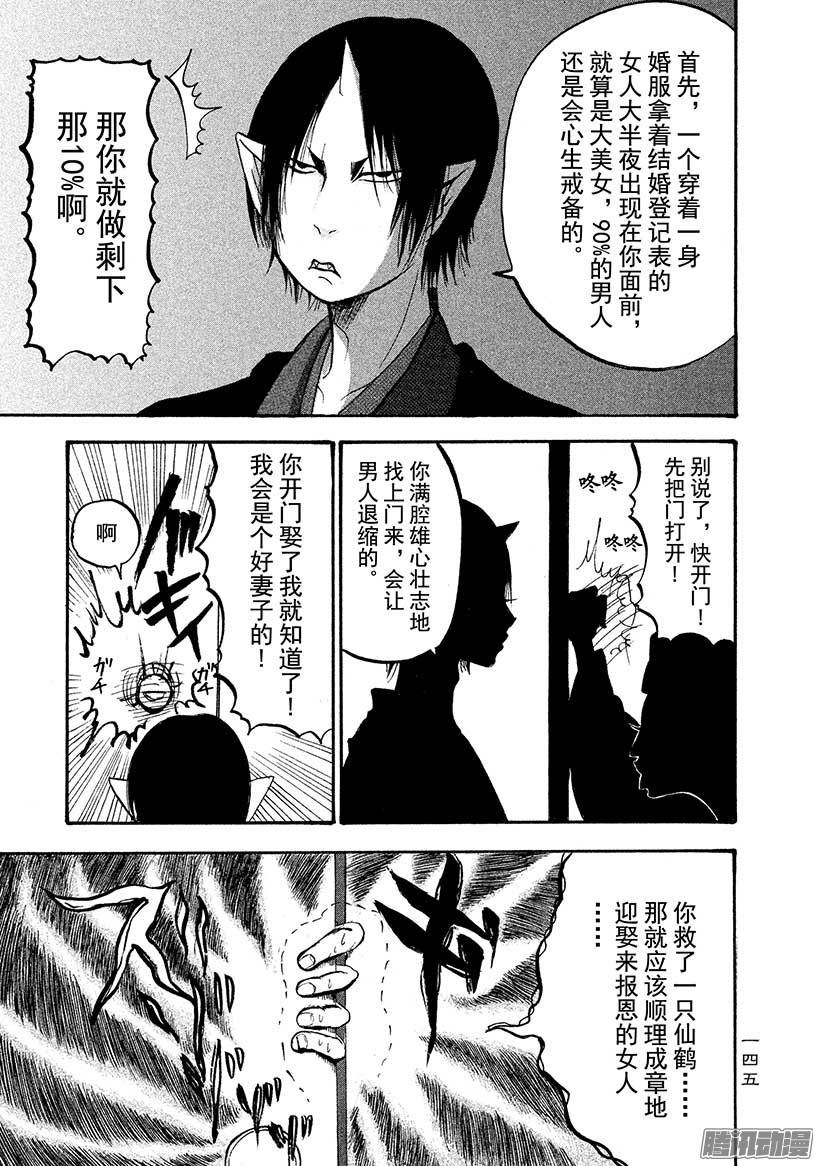 首先，一个穿着一身
婚服拿着结婚登记表的
女人大半夜出现在你面前，
就算是大美女，90%的男人
还是会心生戒备的。
那你就做剩下
那10%啊。
别说了，快开门！
先把门打开！
咚咚
咚咚
你满腔雄心壮志地
找上门来，会让
男人退缩的。
你开门娶了我就知道了！
我会是个好妻子的！
啊
ギギ
ガチ
ガチ
你救了一只仙鹤……
那就应该顺理成章地
迎娶来报恩的女人
……
一四五
腾讯动漫